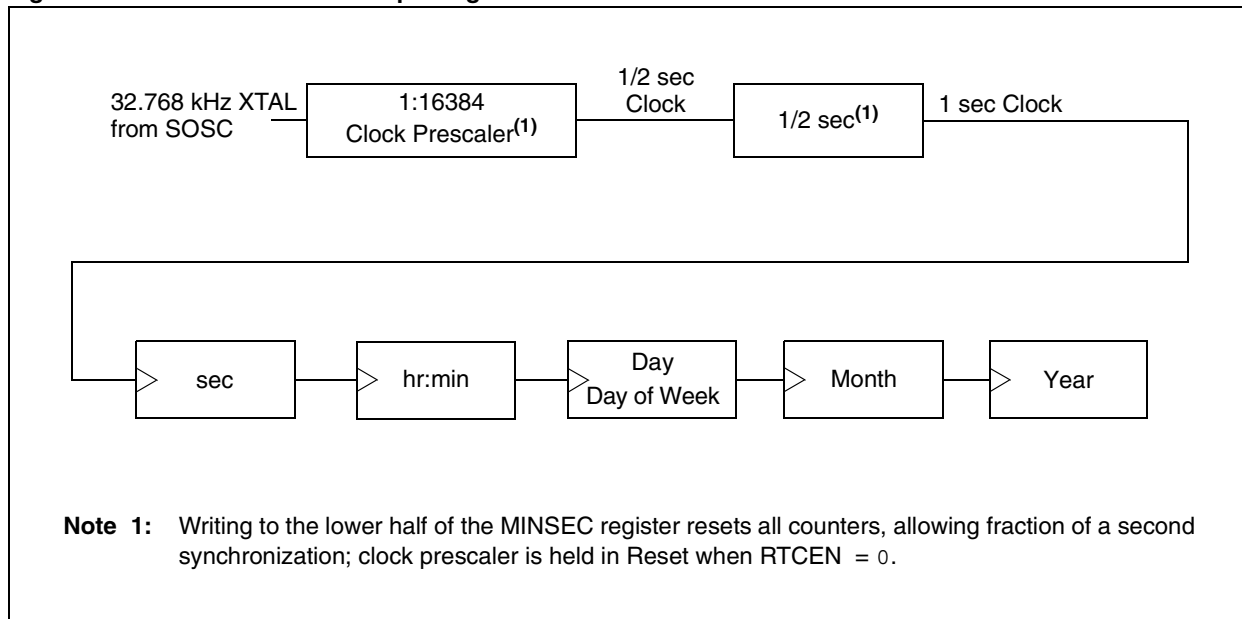 32.768 kHz XTAL
from SOSC
1:16384
Clock Prescaler(1)
1/2 sec
Clock
1/2 sec(1)
1 sec Clock
sec
hr:min
Day
Day of Week
Month
Year
Note 1: Writing to the lower half of the MINSEC register resets all counters, allowing fraction of a second
synchronization; clock prescaler is held in Reset when RTCEN = 0.